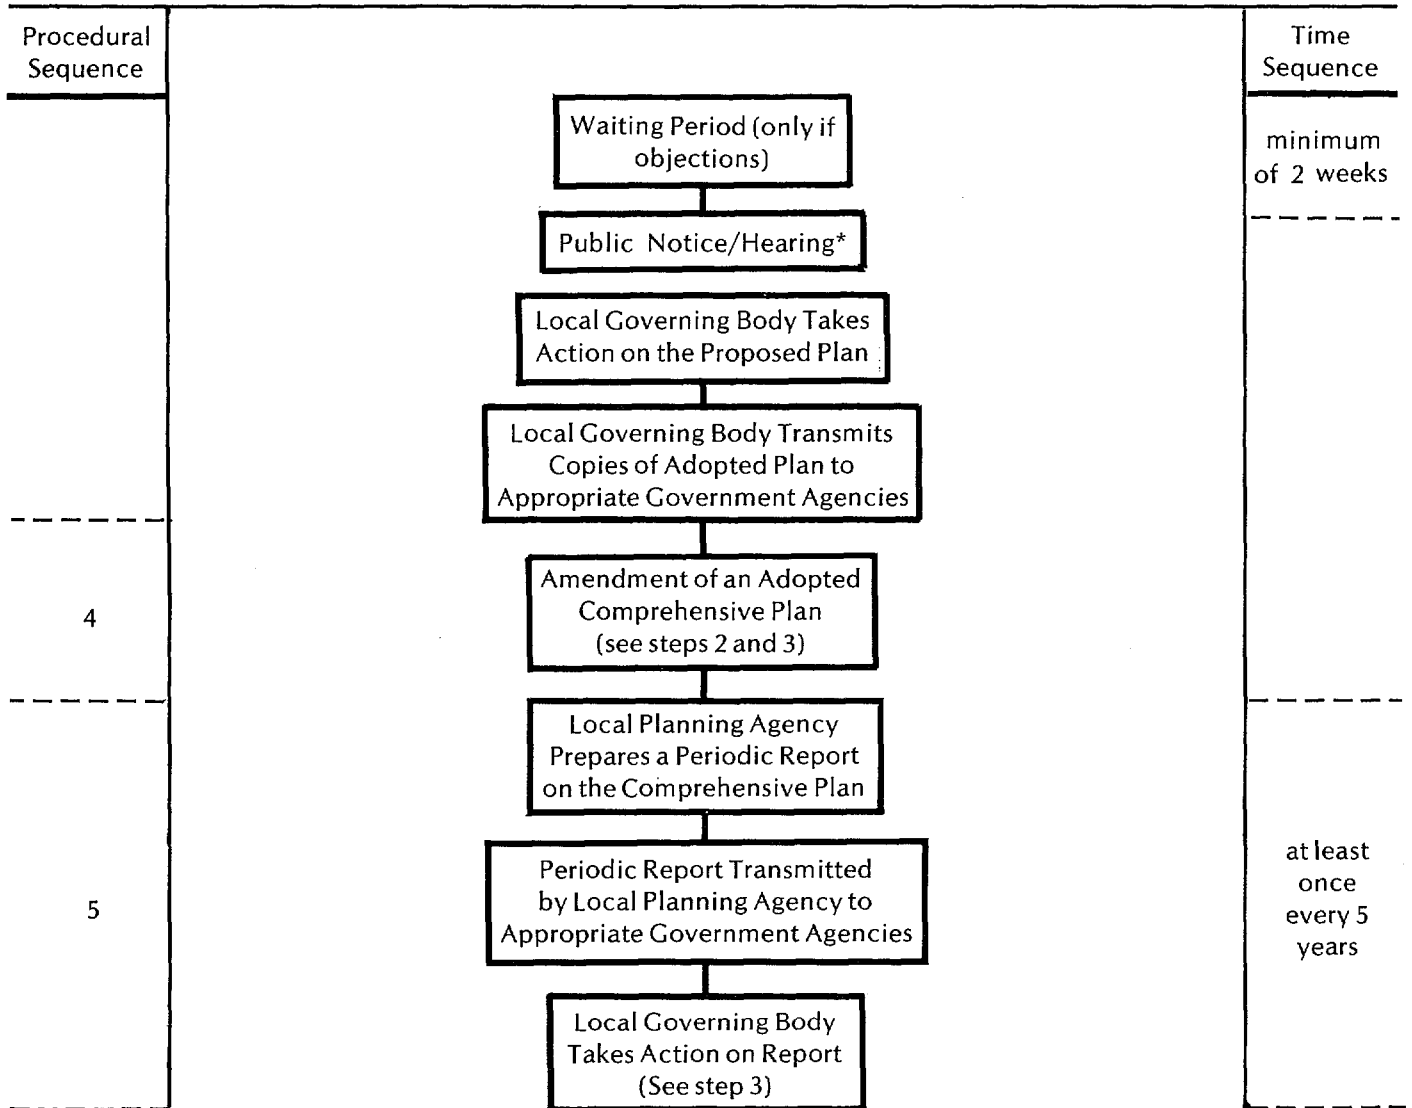 Procedural
Sequence
Time
Sequence
Waiting Period (only if
objections)
minimum
of 2 weeks
Public Notice/Hearing*
Local Governing Body Takes
Action on the Proposed Plan
Local Governing Body Transmits
Copies of Adopted Plan to
Appropriate Government Agencies
4
Amendment of an Adopted
Comprehensive Plan
(see steps 2 and 3)
5
Local Planning Agency
Prepares a Periodic Report
on the Comprehensive Plan
Periodic Report Transmitted
by Local Planning Agency to
Appropriate Government Agencies
Local Governing Body
Takes Action on Report
(See step 3)
at least
once
every 5
years